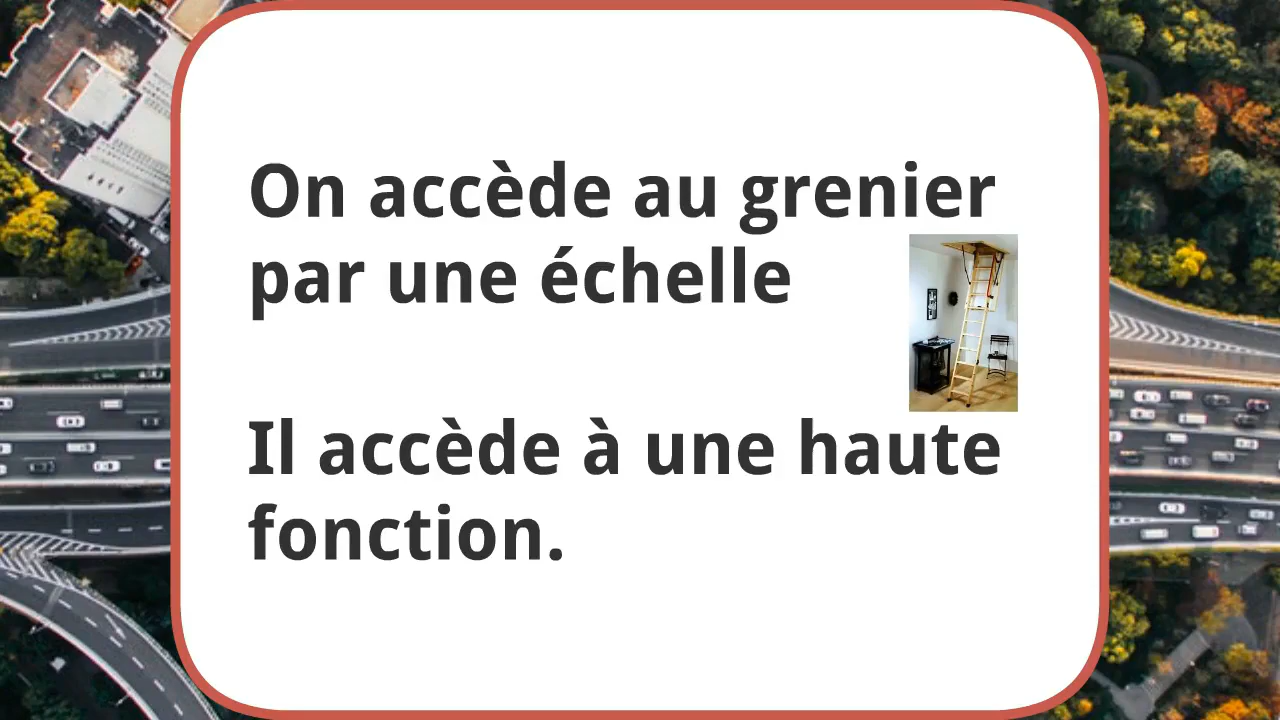 On accède au grenier
par une échelle
Il accède à une haute
fonction.